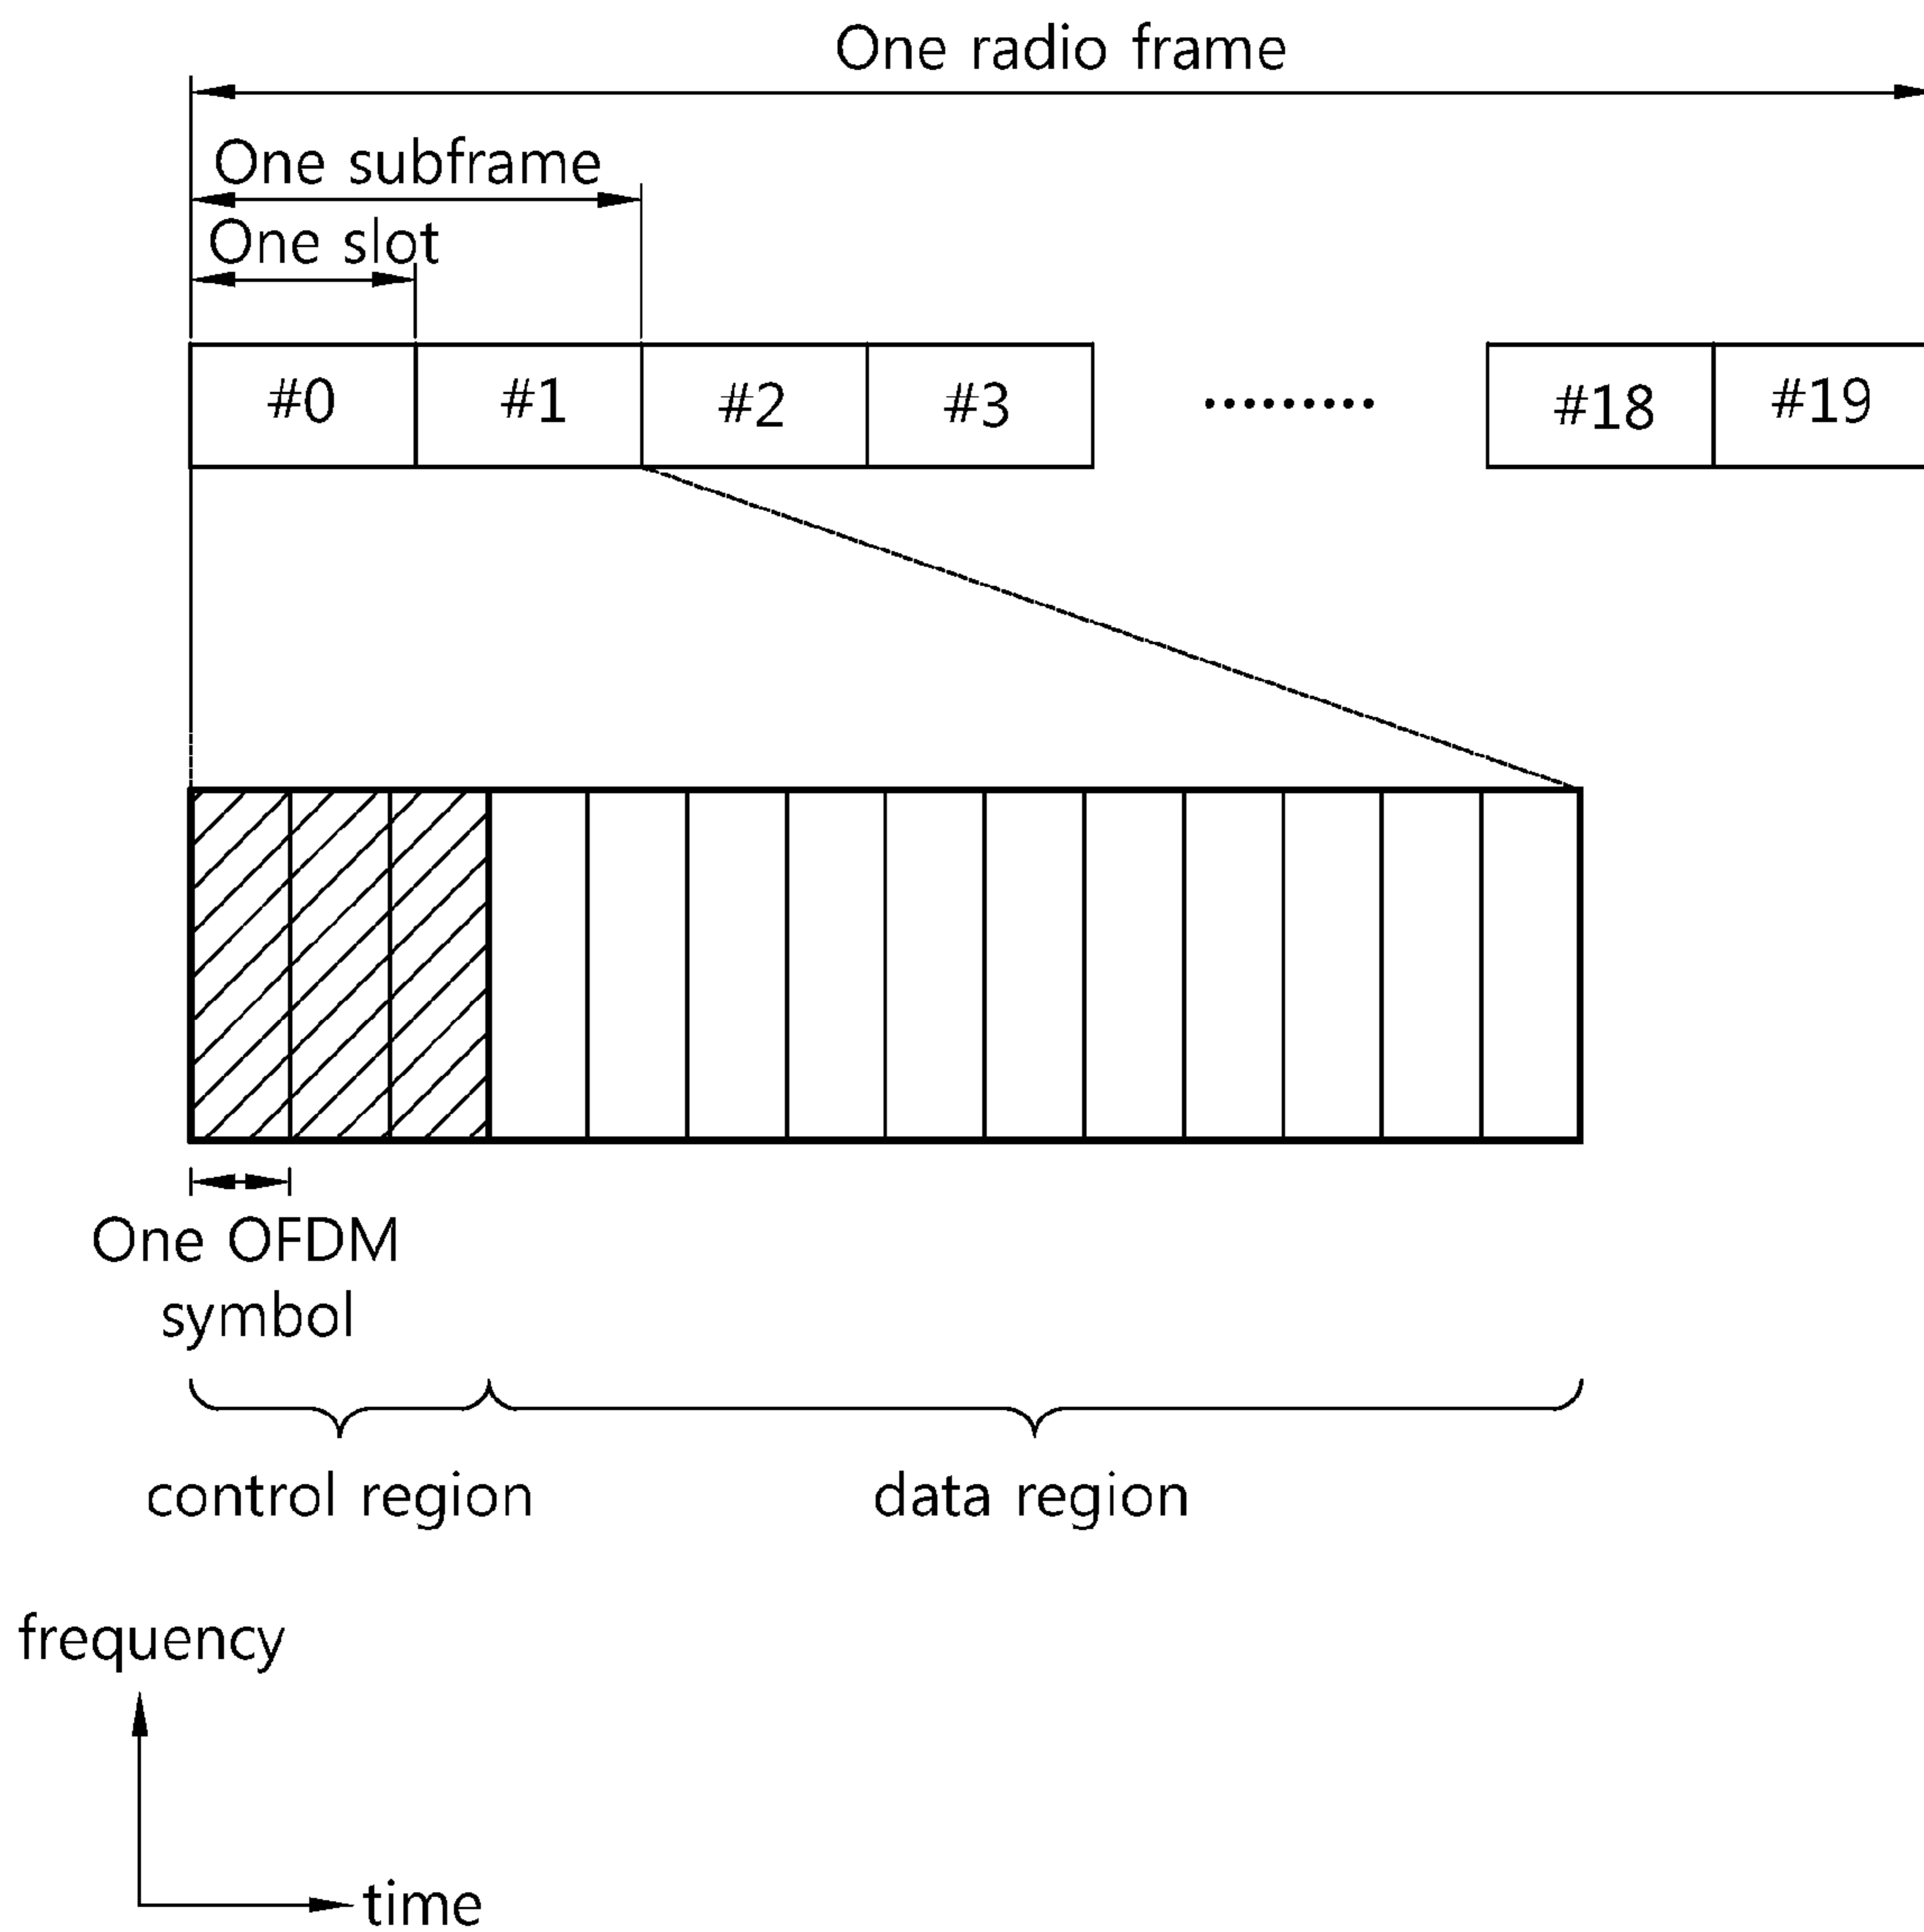 One radio frame
One subframe
One slot
#0 #1 #2 #3 ········· #18 #19
One OFDM
symbol
control region data region
frequency
time